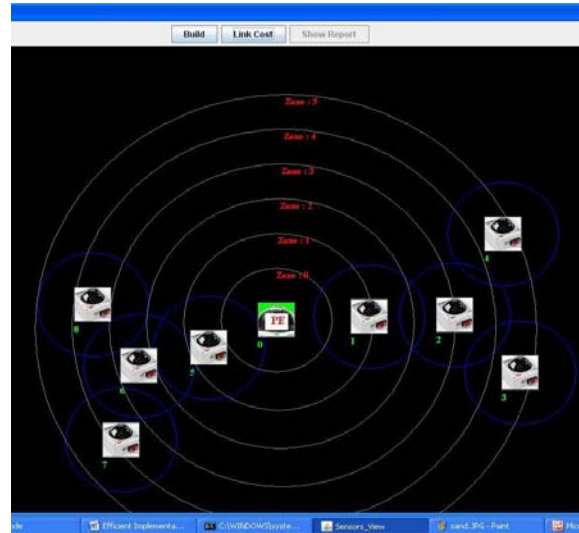 Build Link Cost Show Report
Zone : 5
Zone : 4
Zone : 3
Zone : 2
Zone : 1
Zone : 0
4
8
PE
0
1
2
5
6
3
7
Efficient Implementa... C:\WINDOWS\syste... Sensors_View sand.JPG - Paint